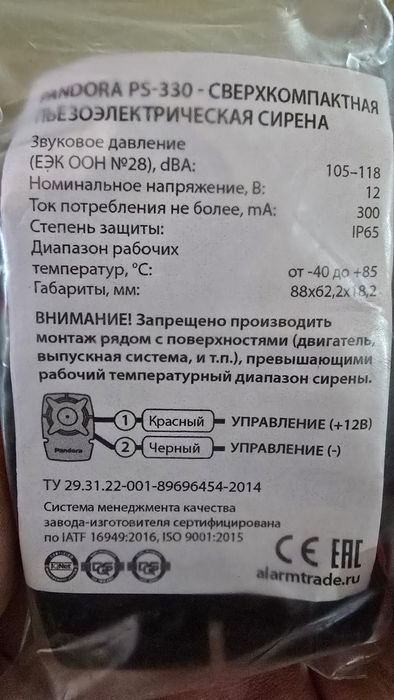 PANDORA PS-330 - СВЕРХКОМПАКТНАЯ
ПЬЕЗОЭЛЕКТРИЧЕСКАЯ СИРЕНА
Звуковое давление
(ЕЭК ООН №28), dBA: 105–118
Номинальное напряжение, В: 12
Ток потребления не более, mA: 300
Степень защиты: IP65
Диапазон рабочих
температур, °C: от -40 до +85
Габариты, мм: 88x62,2x18,2
ВНИМАНИЕ! Запрещено производить
монтаж рядом с поверхностями (двигатель,
выпускная система, и т.п.), превышающими
рабочий температурный диапазон сирены.
1 Красный УПРАВЛЕНИЕ (+12В)
2 Черный УПРАВЛЕНИЕ (-)
Pandora
ТУ 29.31.22-001-89696454-2014
Система менеджмента качества
завода-изготовителя сертифицирована
по IATF 16949:2016, ISO 9001:2015
CE EAC
alarmtrade.ru
IQNet